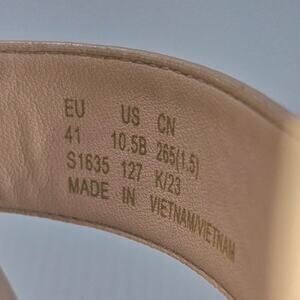 EU US CN
41 10.5B 265(1.5)
S1635 127 K/23
MADE IN VIETNAM/VIETNAM